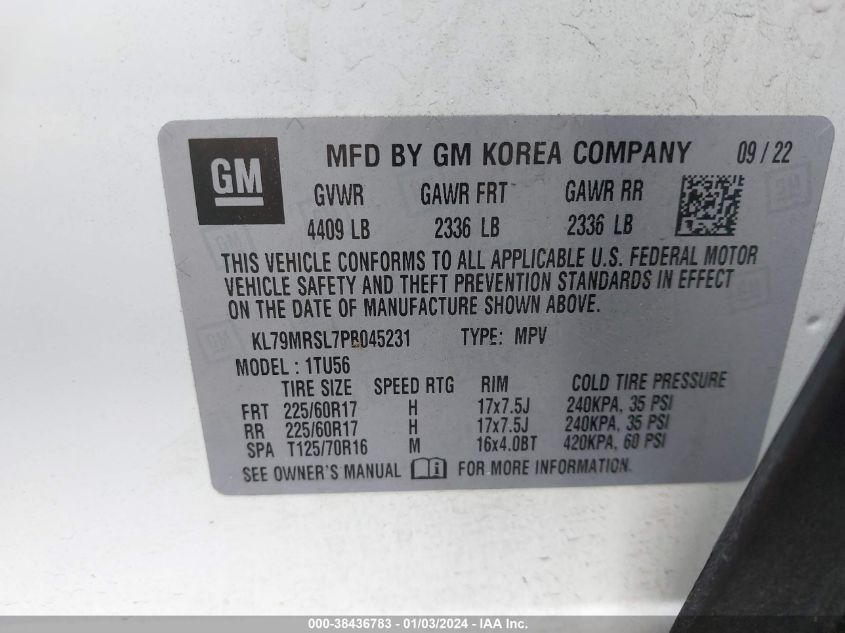 GM MFD BY GM KOREA COMPANY 09 / 22
GVWR GAWR FRT GAWR RR
4409 LB 2336 LB 2336 LB
THIS VEHICLE CONFORMS TO ALL APPLICABLE U.S. FEDERAL MOTOR
VEHICLE SAFETY AND THEFT PREVENTION STANDARDS IN EFFECT
ON THE DATE OF MANUFACTURE SHOWN ABOVE.
KL79MRSL7PB045231 TYPE: MPV
MODEL : 1TU56
TIRE SIZE SPEED RTG RIM COLD TIRE PRESSURE
FRT 225/60R17 H 17x7.5J 240KPA, 35 PSI
RR 225/60R17 H 17x7.5J 240KPA, 35 PSI
SPA T125/70R16 M 16x4.0BT 420KPA, 60 PSI
SEE OWNER'S MANUAL i FOR MORE INFORMATION.
000-38436783 - 01/03/2024 - IAA Inc.